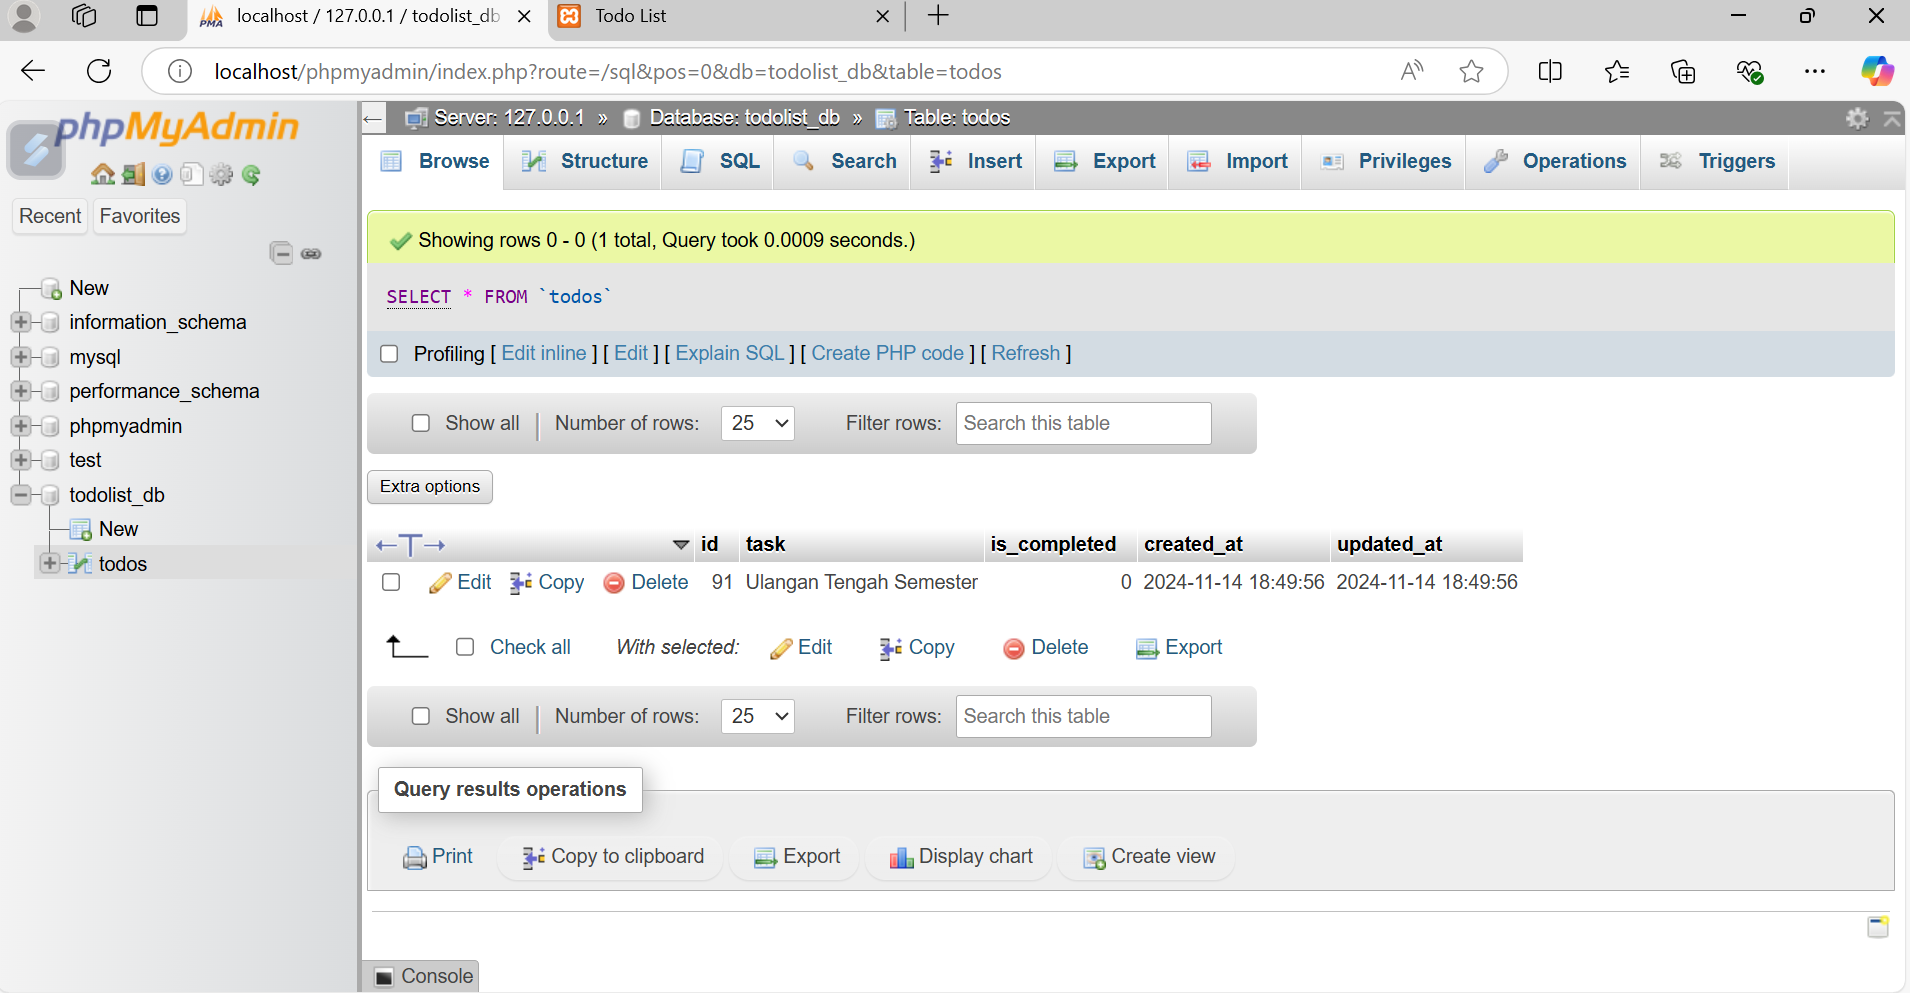 localhost / 127.0.0.1 / todolist_db
Todo List
localhost/phpmyadmin/index.php?route=/sql&pos=0&db=todolist_db&table=todos
phpMyAdmin
Recent Favorites
New
information_schema
mysql
performance_schema
phpmyadmin
test
todolist_db
New
todos
Server: 127.0.0.1 » Database: todolist_db » Table: todos
Browse Structure SQL Search Insert Export Import Privileges Operations Triggers
Showing rows 0 - 0 (1 total, Query took 0.0009 seconds.)
SELECT * FROM `todos`
Profiling [ Edit inline ] [ Edit ] [ Explain SQL ] [ Create PHP code ] [ Refresh ]
Show all | Number of rows: 25 Filter rows: Search this table
Extra options
id task is_completed created_at updated_at
Edit Copy Delete 91 Ulangan Tengah Semester 0 2024-11-14 18:49:56 2024-11-14 18:49:56
Check all With selected: Edit Copy Delete Export
Show all | Number of rows: 25 Filter rows: Search this table
Query results operations
Print Copy to clipboard Export Display chart Create view
Console